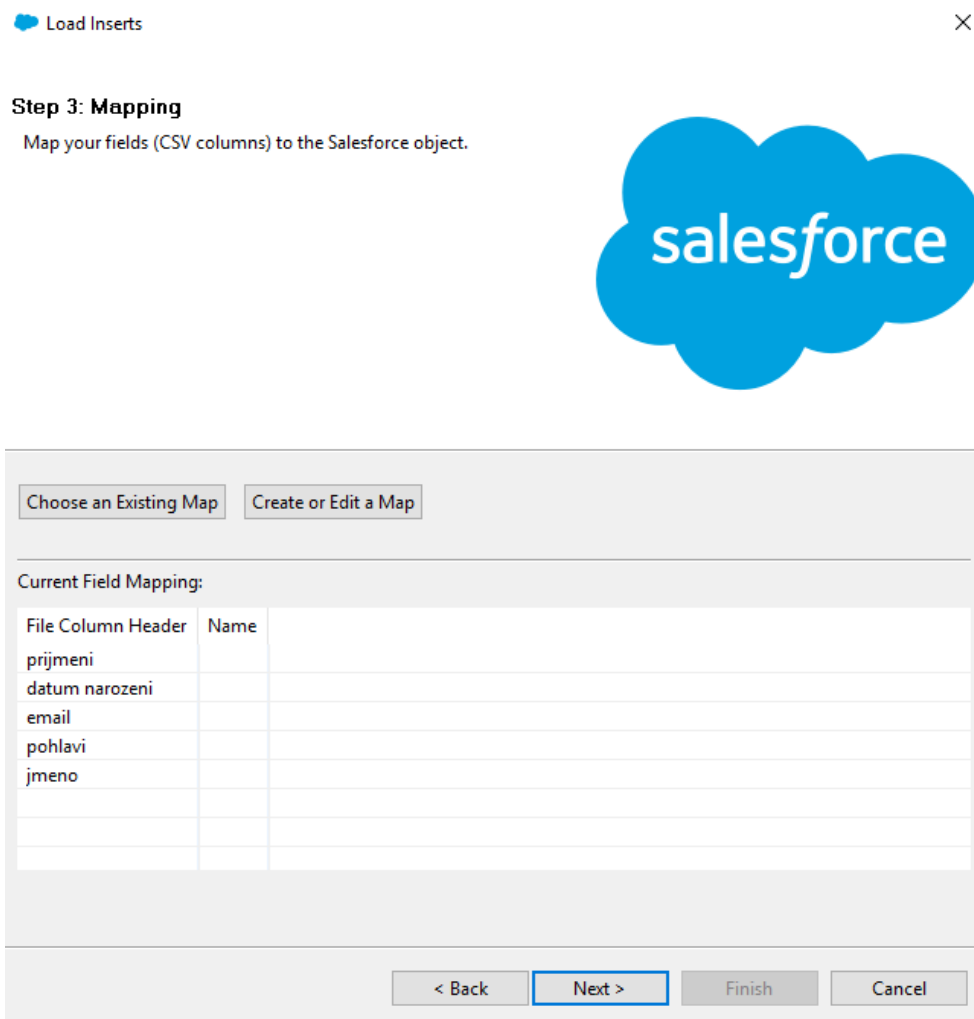 Load Inserts
Step 3: Mapping
Map your fields (CSV columns) to the Salesforce object.
salesforce
Choose an Existing Map
Create or Edit a Map
Current Field Mapping:
File Column Header Name
prijmeni
datum narozeni
email
pohlavi
jmeno
< Back
Next >
Finish
Cancel